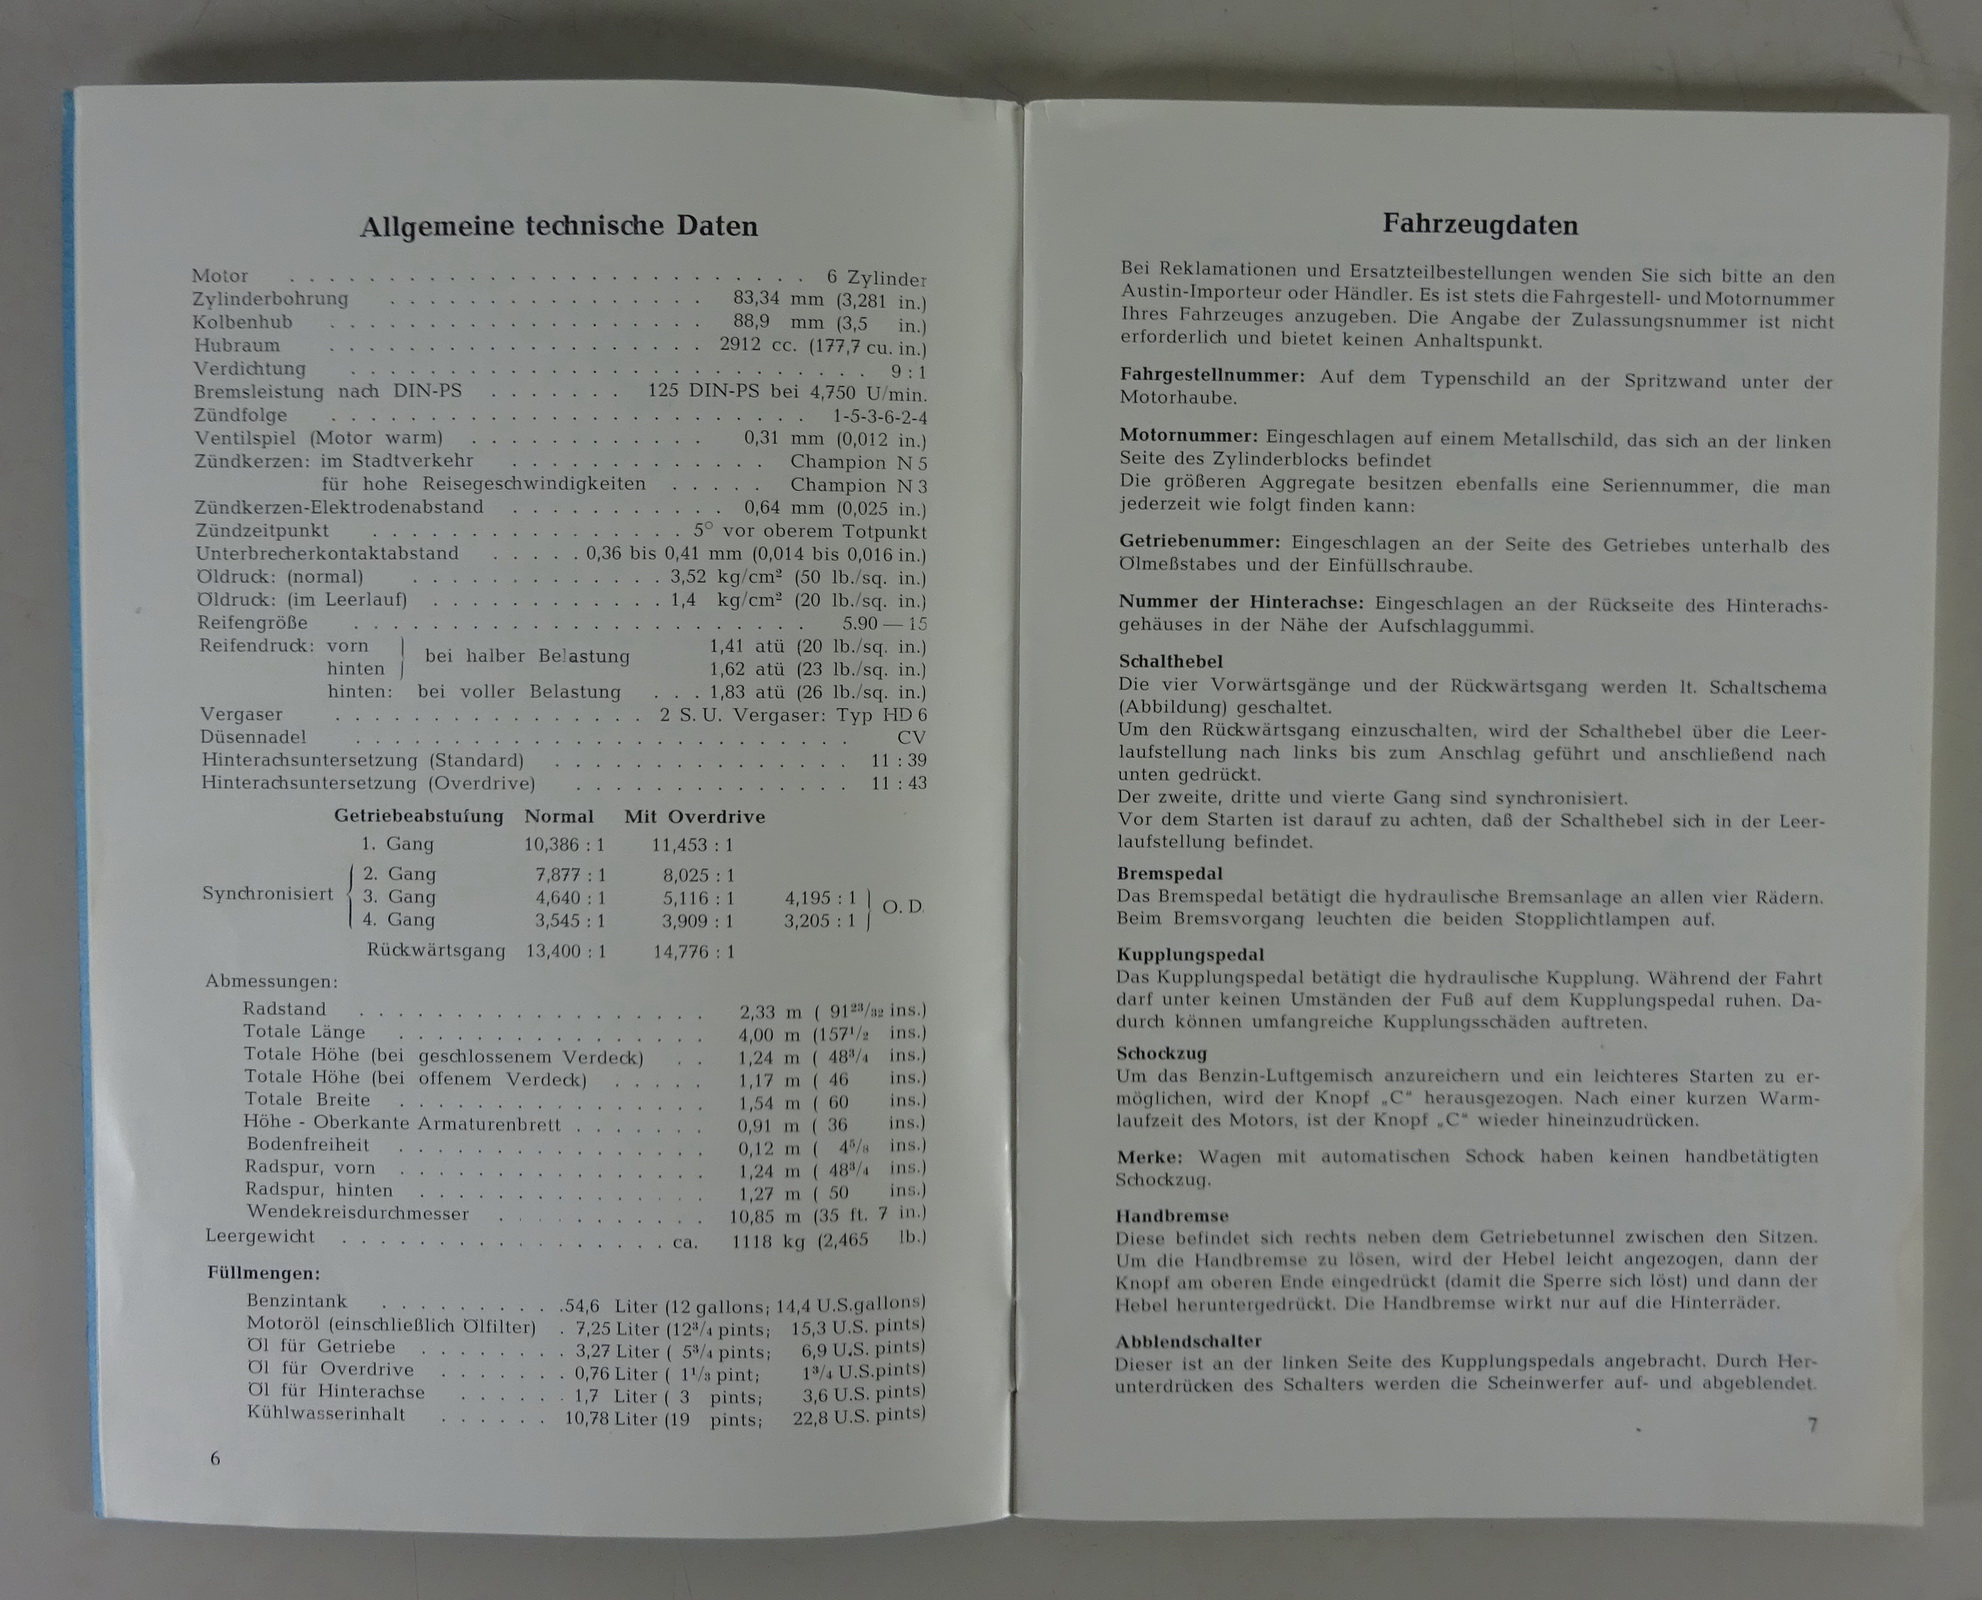 Allgemeine technische Daten
Motor . . . . . . . . . . . . . . . . . . . . . . . . . . . 6 Zylinder
Zylinderbohrung . . . . . . . . . . . . . . . . 83,34 mm (3,281 in.)
Kolbenhub . . . . . . . . . . . . . . . . . . . 88,9 mm (3,5 in.)
Hubraum . . . . . . . . . . . . . . . . . . . 2912 cc. (177,7 cu. in.)
Verdichtung . . . . . . . . . . . . . . . . . . . . . . . . . . 9 : 1
Bremsleistung nach DIN-PS . . . . . . . 125 DIN-PS bei 4,750 U/min.
Zündfolge . . . . . . . . . . . . . . . . . . . . . . . . 1-5-3-6-2-4
Ventilspiel (Motor warm) . . . . . . . . . . . . 0,31 mm (0,012 in.)
Zündkerzen: im Stadtverkehr . . . . . . . . . . . . . Champion N 5
für hohe Reisegeschwindigkeiten . . . . . Champion N 3
Zündkerzen-Elektrodenabstand . . . . . . . . . . . 0,64 mm (0,025 in.)
Zündzeitpunkt . . . . . . . . . . . . . . . . 5° vor oberem Totpunkt
Unterbrecherkontaktabstand . . . . . 0,36 bis 0,41 mm (0,014 bis 0,016 in.)
Öldruck: (normal) . . . . . . . . . . . . . 3,52 kg/cm² (50 lb./sq. in.)
Öldruck: (im Leerlauf) . . . . . . . . . . . . 1,4 kg/cm² (20 lb./sq. in.)
Reifengröße . . . . . . . . . . . . . . . . . . . . . . . 5.90 — 15
Reifendruck: vorn } bei halber Belastung 1,41 atü (20 lb./sq. in.)
hinten 1,62 atü (23 lb./sq. in.)
hinten: bei voller Belastung . . . 1,83 atü (26 lb./sq. in.)
Vergaser . . . . . . . . . . . . . . . . 2 S. U. Vergaser: Typ HD 6
Düsennadel . . . . . . . . . . . . . . . . . . . . . . . . CV
Hinterachsuntersetzung (Standard) . . . . . . . . . . . . . . . 11 : 39
Hinterachsuntersetzung (Overdrive) . . . . . . . . . . . . . . 11 : 43
Getriebeabstufung Normal Mit Overdrive
1. Gang 10,386 : 1 11,453 : 1
2. Gang 7,877 : 1 8,025 : 1
Synchronisiert { 3. Gang 4,640 : 1 5,116 : 1 4,195 : 1 } O. D.
4. Gang 3,545 : 1 3,909 : 1 3,205 : 1
Rückwärtsgang 13,400 : 1 14,776 : 1
Abmessungen:
Radstand . . . . . . . . . . . . . . . . . 2,33 m ( 91²³/₃₂ ins.)
Totale Länge . . . . . . . . . . . . . . . 4,00 m (157¹/₂ ins.)
Totale Höhe (bei geschlossenem Verdeck) . . 1,24 m ( 48³/₄ ins.)
Totale Höhe (bei offenem Verdeck) . . . . . 1,17 m ( 46 ins.)
Totale Breite . . . . . . . . . . . . . . . 1,54 m ( 60 ins.)
Höhe - Oberkante Armaturenbrett . . . . . . . 0,91 m ( 36 ins.)
Bodenfreiheit . . . . . . . . . . . . . . . 0,12 m ( 4⁵/₈ ins.)
Radspur, vorn . . . . . . . . . . . . . . . 1,24 m ( 48³/₄ ins.)
Radspur, hinten . . . . . . . . . . . . . . 1,27 m ( 50 ins.)
Wendekreisdurchmesser . . . . . . . . . . . 10,85 m (35 ft. 7 in.)
Leergewicht . . . . . . . . . . . . . . . . . ca. 1118 kg (2,465 lb.)
Füllmengen:
Benzintank . . . . . . . . . . 54,6 Liter (12 gallons; 14,4 U.S.gallons)
Motoröl (einschließlich Ölfilter) . 7,25 Liter (12³/₄ pints; 15,3 U.S. pints)
Öl für Getriebe . . . . . . . . 3,27 Liter ( 5³/₄ pints; 6,9 U.S. pints)
Öl für Overdrive . . . . . . . 0,76 Liter ( 1¹/₃ pint; 1³/₄ U.S.pints)
Öl für Hinterachse . . . . . . 1,7 Liter ( 3 pints; 3,6 U.S. pints)
Kühlwasserinhalt . . . . . . 10,78 Liter (19 pints; 22,8 U.S. pints)
6
Fahrzeugdaten
Bei Reklamationen und Ersatzteilbestellungen wenden Sie sich bitte an den
Austin-Importeur oder Händler. Es ist stets die Fahrgestell- und Motornummer
Ihres Fahrzeuges anzugeben. Die Angabe der Zulassungsnummer ist nicht
erforderlich und bietet keinen Anhaltspunkt.
Fahrgestellnummer: Auf dem Typenschild an der Spritzwand unter der
Motorhaube.
Motornummer: Eingeschlagen auf einem Metallschild, das sich an der linken
Seite des Zylinderblocks befindet
Die größeren Aggregate besitzen ebenfalls eine Seriennummer, die man
jederzeit wie folgt finden kann:
Getriebenummer: Eingeschlagen an der Seite des Getriebes unterhalb des
Ölmeßstabes und der Einfüllschraube.
Nummer der Hinterachse: Eingeschlagen an der Rückseite des Hinterachs-
gehäuses in der Nähe der Aufschlaggummi.
Schalthebel
Die vier Vorwärtsgänge und der Rückwärtsgang werden lt. Schaltschema
(Abbildung) geschaltet.
Um den Rückwärtsgang einzuschalten, wird der Schalthebel über die Leer-
laufstellung nach links bis zum Anschlag geführt und anschließend nach
unten gedrückt.
Der zweite, dritte und vierte Gang sind synchronisiert.
Vor dem Starten ist darauf zu achten, daß der Schalthebel sich in der Leer-
laufstellung befindet.
Bremspedal
Das Bremspedal betätigt die hydraulische Bremsanlage an allen vier Rädern.
Beim Bremsvorgang leuchten die beiden Stopplichtlampen auf.
Kupplungspedal
Das Kupplungspedal betätigt die hydraulische Kupplung. Während der Fahrt
darf unter keinen Umständen der Fuß auf dem Kupplungspedal ruhen. Da-
durch können umfangreiche Kupplungsschäden auftreten.
Schockzug
Um das Benzin-Luftgemisch anzureichern und ein leichteres Starten zu er-
möglichen, wird der Knopf „C“ herausgezogen. Nach einer kurzen Warm-
laufzeit des Motors, ist der Knopf „C“ wieder hineinzudrücken.
Merke: Wagen mit automatischen Schock haben keinen handbetätigten
Schockzug.
Handbremse
Diese befindet sich rechts neben dem Getriebetunnel zwischen den Sitzen.
Um die Handbremse zu lösen, wird der Hebel leicht angezogen, dann der
Knopf am oberen Ende eingedrückt (damit die Sperre sich löst) und dann der
Hebel heruntergedrückt. Die Handbremse wirkt nur auf die Hinterräder.
Abblendschalter
Dieser ist an der linken Seite des Kupplungspedals angebracht. Durch Her-
unterdrücken des Schalters werden die Scheinwerfer auf- und abgeblendet.
7